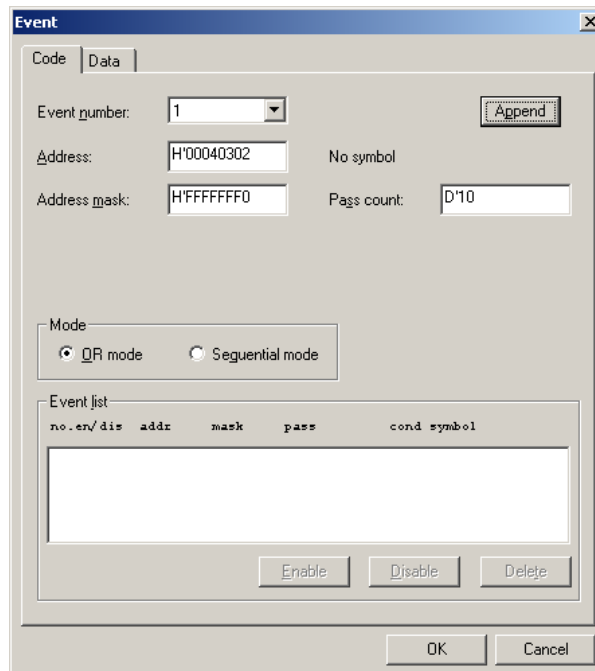 Event
Code Data
Event number: 1 Append
Address: H'00040302 No symbol
Address mask: H'FFFFFFF0 Pass count: D'10
Mode
OR mode Sequential mode
Event list
no.en/dis addr mask pass cond symbol
Enable Disable Delete
OK Cancel